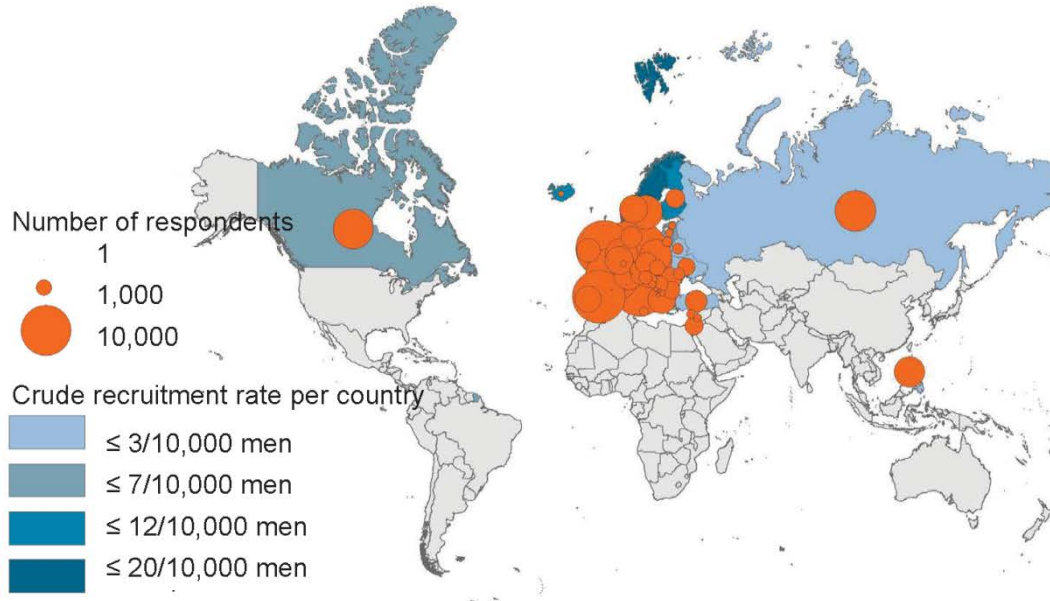 Number of respondents
1
1,000
10,000
Crude recruitment rate per country
≤ 3/10,000 men
≤ 7/10,000 men
≤ 12/10,000 men
≤ 20/10,000 men